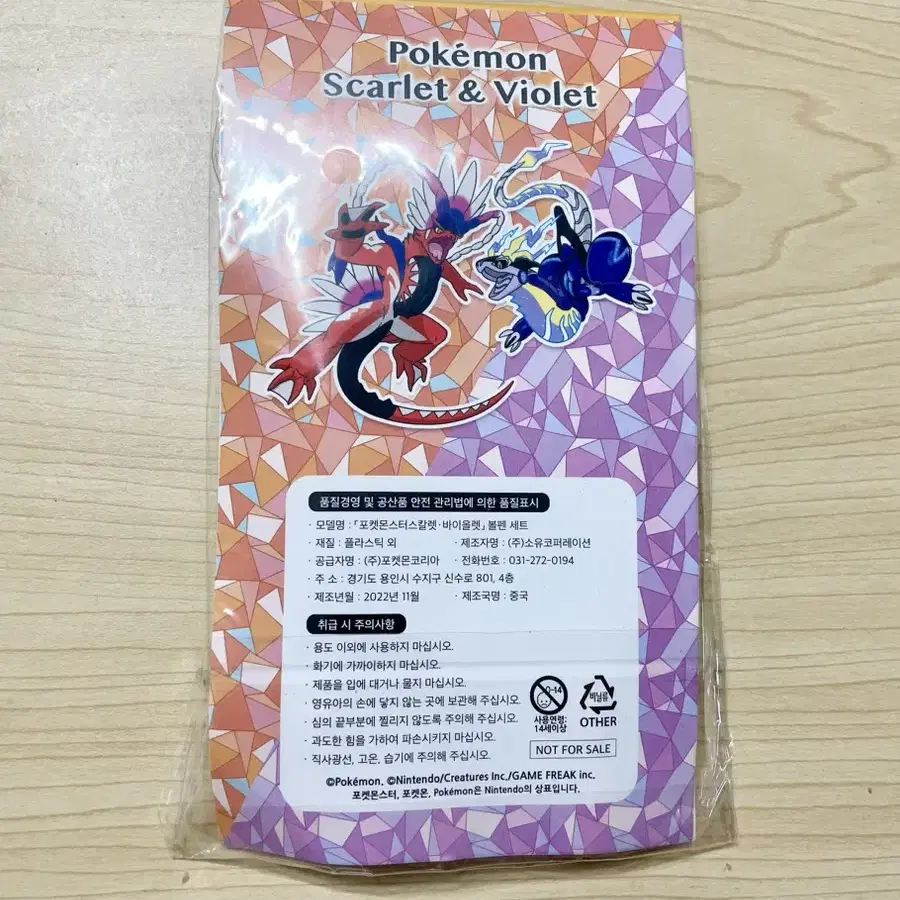 Pokémon
Scarlet & Violet
품질경영 및 공산품 안전 관리법에 의한 품질표시
· 모델명 : 「포켓몬스터스칼렛·바이올렛」 볼펜 세트
· 재질 : 플라스틱 외 · 제조자명 : (주)소유코퍼레이션
· 공급자명 : (주)포켓몬코리아 · 전화번호 : 031-272-0194
· 주 소 : 경기도 용인시 수지구 신수로 801, 4층
· 제조년월 : 2022년 11월 · 제조국명 : 중국
취급 시 주의사항
· 용도 이외에 사용하지 마십시오.
· 화기에 가까이하지 마십시오.
· 제품을 입에 대거나 물지 마십시오.
· 영유아의 손에 닿지 않는 곳에 보관해 주십시오.
· 심의 끝부분에 찔리지 않도록 주의해 주십시오.
· 과도한 힘을 가하여 파손시키지 마십시오.
· 직사광선, 고온, 습기에 주의해 주십시오.
0-14
사용연령:
14세이상
비닐류
OTHER
NOT FOR SALE
©Pokémon. ©Nintendo/Creatures Inc./GAME FREAK inc.
포켓몬스터, 포켓몬, Pokémon은 Nintendo의 상표입니다.